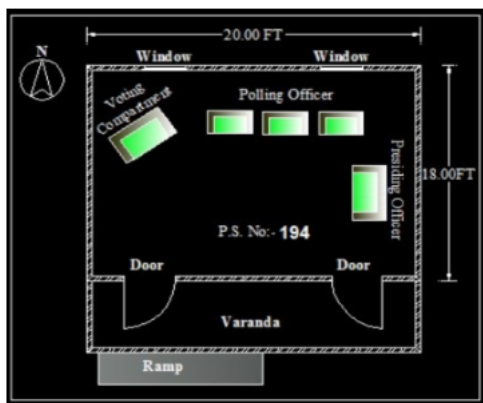 20.00 FT
N
Window
Window
Voting
Compartment
Polling Officer
Presiding Officer
18.00FT
P.S. No:- 194
Door
Door
Varanda
Ramp